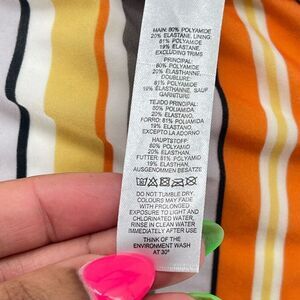 MAIN: 80% POLYAMIDE
20% ELASTANE, LINING:
81% POLYAMIDE
19% ELASTANE
EXCLUDING TRIMS
PRINCIPAL:
80% POLYAMIDE
20% ELASTHANNE,
DOUBLURE:
81% POLYAMIDE
19% ELASTHANNE, SAUF
GARNITURE
TEJIDO PRINCIPAL:
80% POLIAMIDA
20% ELASTANO,
FORRO: 81% POLIAMIDA
19% ELASTANO,
EXCEPTO LA ADORNO
HAUPTSTOFF:
80% POLYAMID
20% ELASTHAN,
FUTTER: 81% POLYAMID
19% ELASTHAN,
AUSGENOMMEN BESÄTZE
DO NOT TUMBLE DRY.
COLOURS MAY FADE
WITH PROLONGED
EXPOSURE TO LIGHT AND
CHLORINATED WATER,
RINSE IN CLEAN WATER
IMMEDIATELY AFTER USE
THINK OF THE
ENVIRONMENT WASH
AT 30°